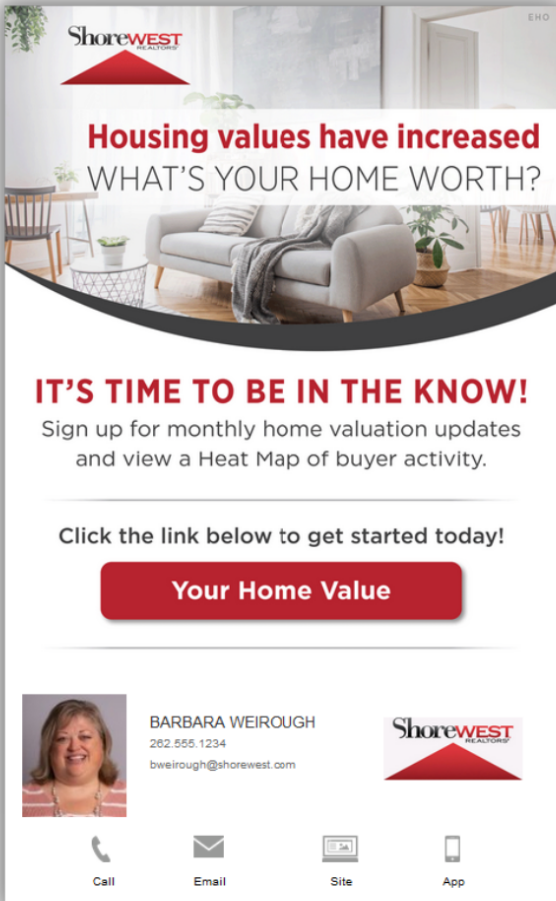 EHO
ShoreWEST
REALTORS®
Housing values have increased
WHAT'S YOUR HOME WORTH?
IT'S TIME TO BE IN THE KNOW!
Sign up for monthly home valuation updates
and view a Heat Map of buyer activity.
Click the link below to get started today!
Your Home Value
BARBARA WEIROUGH
262.555.1234
bweirough@shorewest.com
ShoreWEST
REALTORS®
Call
Email
Site
App